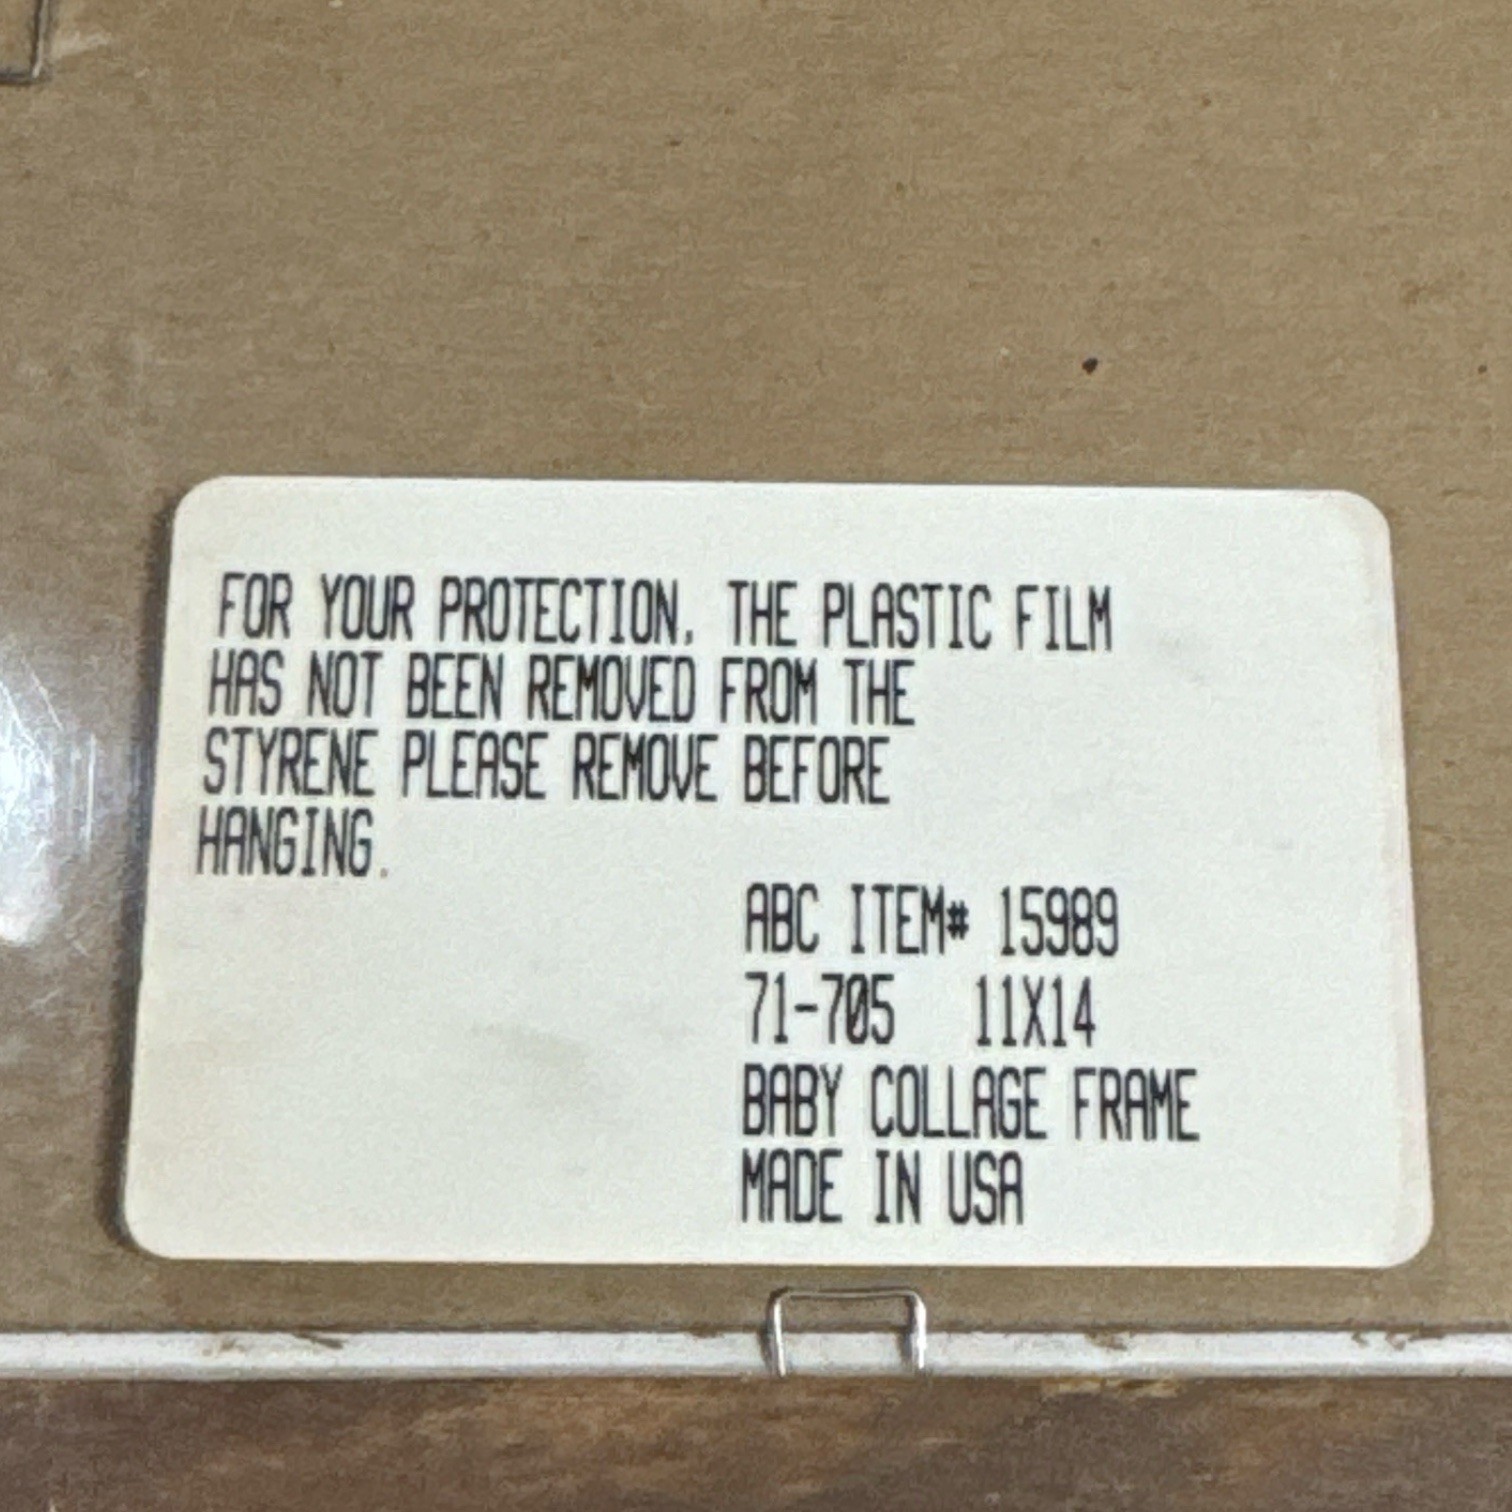 FOR YOUR PROTECTION, THE PLASTIC FILM
HAS NOT BEEN REMOVED FROM THE
STYRENE PLEASE REMOVE BEFORE
HANGING.
ABC ITEM# 15989
71-705 11X14
BABY COLLAGE FRAME
MADE IN USA